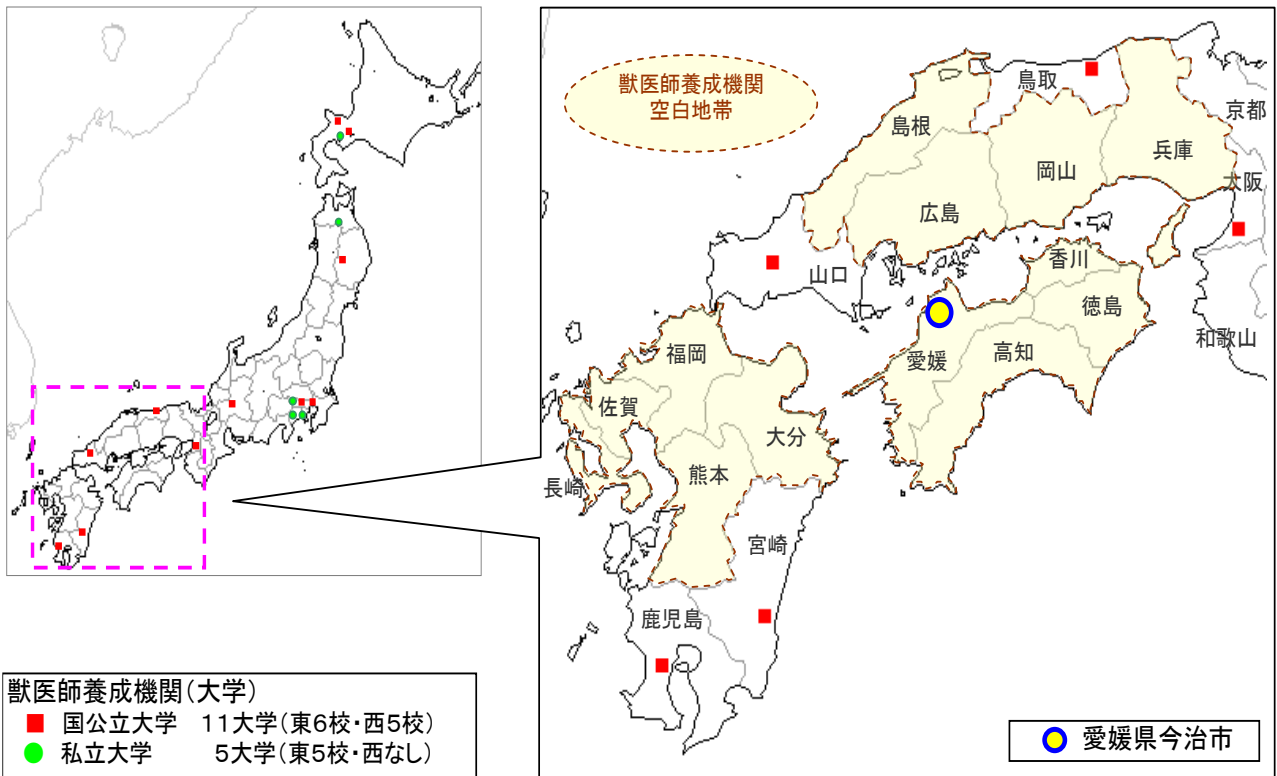 獣医師養成機関
空白地帯
鳥取
京都
島根
兵庫
岡山
大阪
広島
香川
山口
徳島
和歌山
福岡
愛媛
高知
佐賀
大分
熊本
長崎
宮崎
鹿児島
獣医師養成機関(大学)
国公立大学 11大学(東6校・西5校)
私立大学 5大学(東5校・西なし)
愛媛県今治市